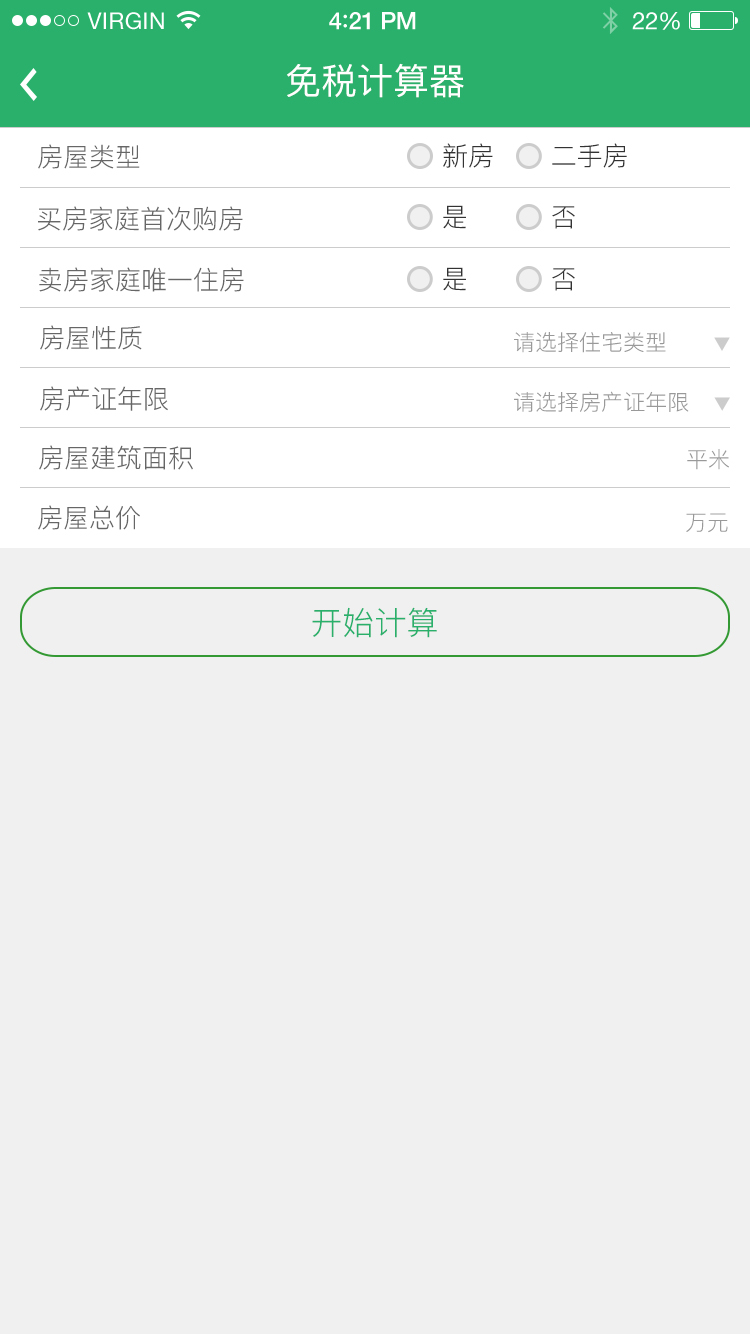 VIRGIN 4:21 PM 22%
免税计算器
房屋类型 新房 二手房
买房家庭首次购房 是 否
卖房家庭唯一住房 是 否
房屋性质 请选择住宅类型
房产证年限 请选择房产证年限
房屋建筑面积 平米
房屋总价 万元
开始计算